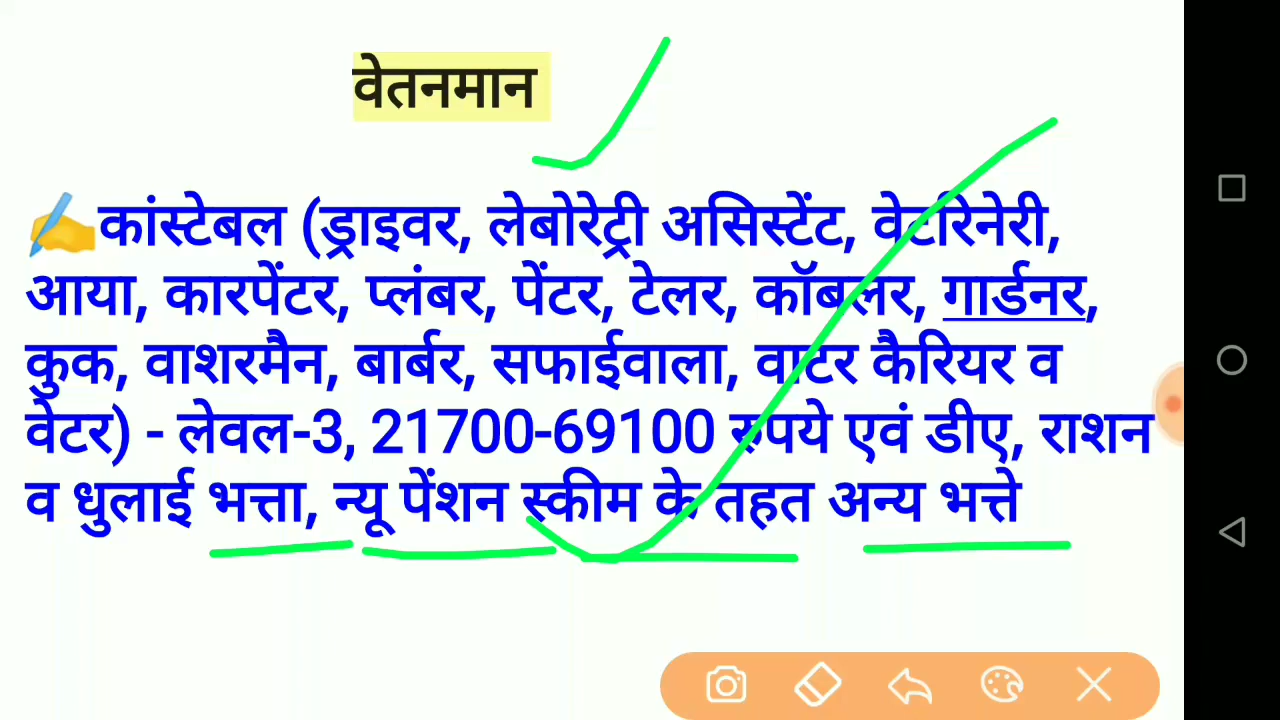 वेतनमान
✍️कांस्टेबल (ड्राइवर, लेबोरेट्री असिस्टेंट, वेटरिनेरी,
आया, कारपेंटर, प्लंबर, पेंटर, टेलर, कॉबलर, गार्डनर,
कुक, वाशरमैन, बार्बर, सफाईवाला, वाटर कैरियर व
वेटर) - लेवल-3, 21700-69100 रुपये एवं डीए, राशन
व धुलाई भत्ता, न्यू पेंशन स्कीम के तहत अन्य भत्ते